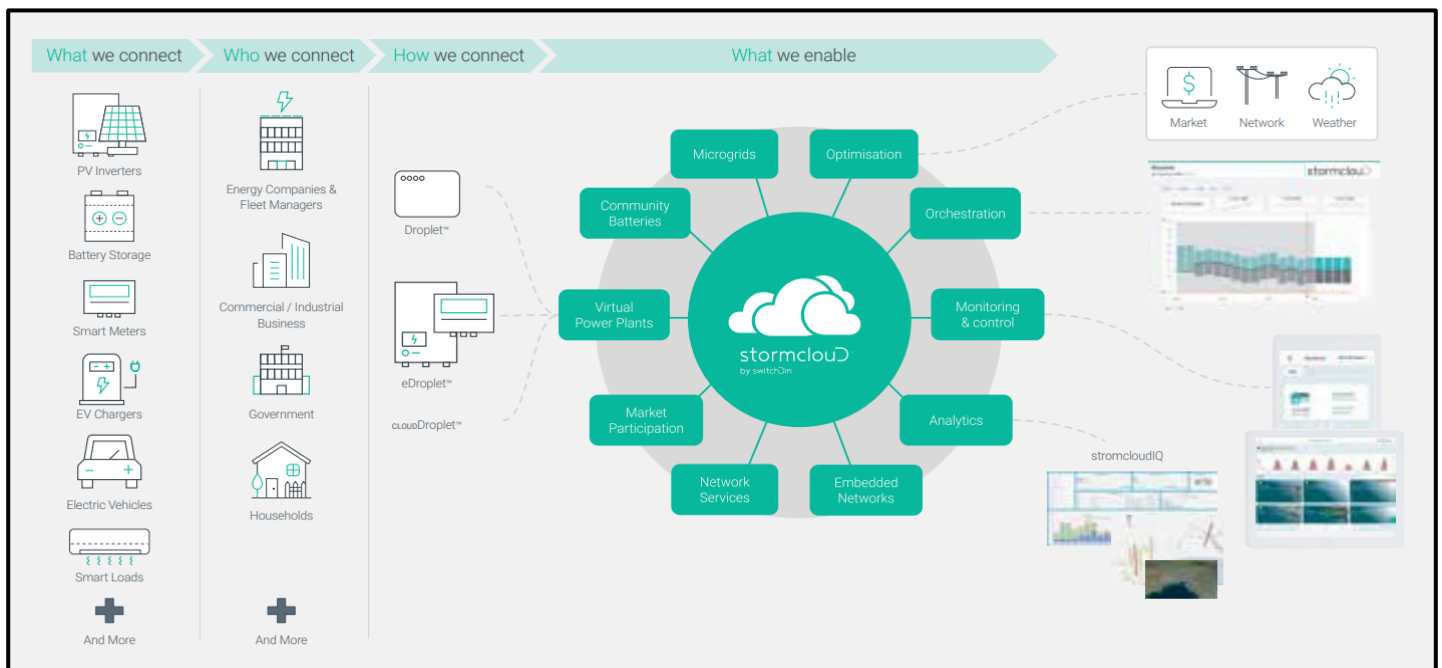 What we connect
Who we connect
How we connect
What we enable
PV Inverters
Battery Storage
Smart Meters
EV Chargers
Electric Vehicles
Smart Loads
And More
Energy Companies &
Fleet Managers
Commercial / Industrial
Business
Government
Households
And More
Droplet™
eDroplet™
CLOUDDroplet™
Microgrids
Optimisation
Community
Batteries
Orchestration
Virtual
Power Plants
Monitoring
& control
Market
Participation
Analytics
Network
Services
Embedded
Networks
stormclouD
by switchDin
Market
Network
Weather
stormclouD
stromcloudIQ